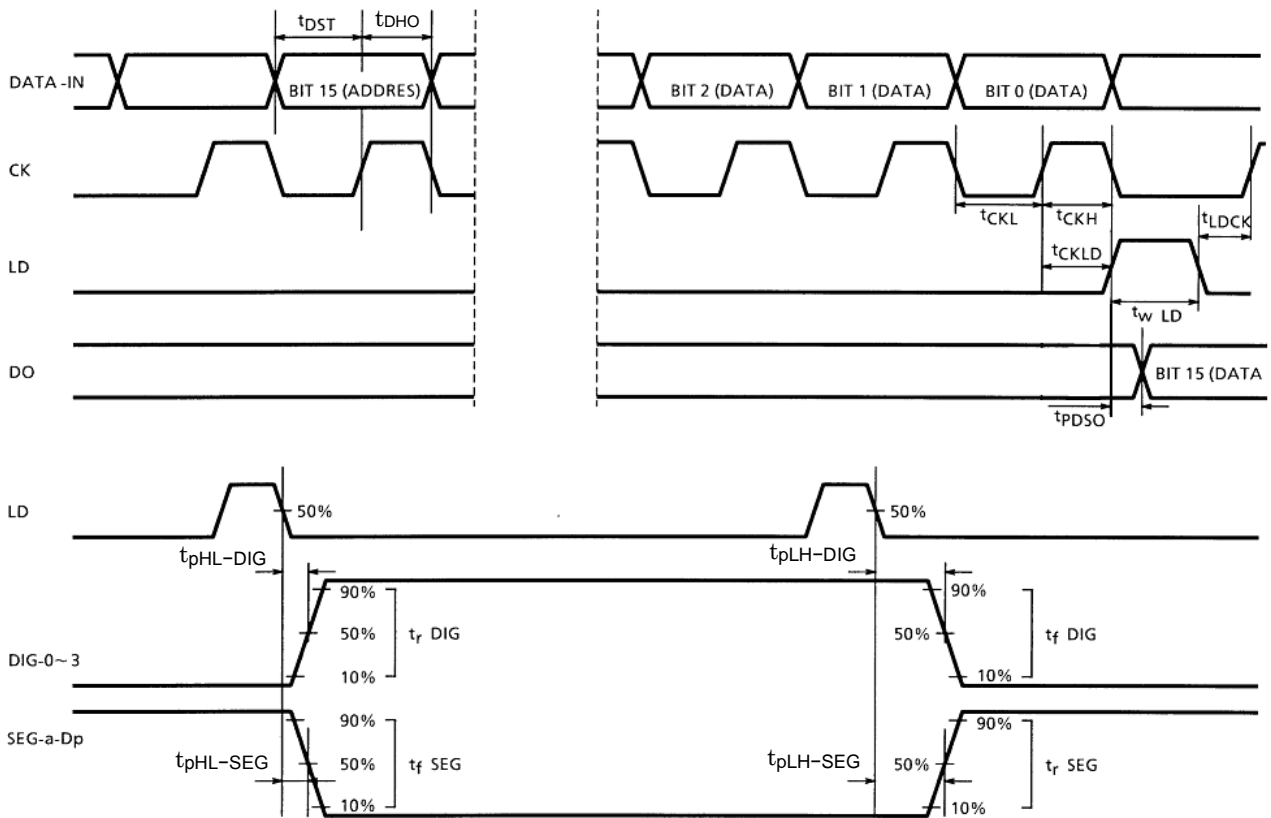 tDST tDHO
DATA-IN
BIT 15 (ADDRES)
BIT 2 (DATA)
BIT 1 (DATA)
BIT 0 (DATA)
CK
tCKL
tCKH
tLDCK
LD
tCKLD
tw LD
DO
BIT 15 (DATA
tPDSO
LD
50%
50%
tpHL-DIG
tpLH-DIG
90%
90%
50%
tr DIG
50%
tf DIG
DIG-0~3
10%
10%
SEG-a-Dp
90%
90%
tpHL-SEG
50%
tf SEG
tpLH-SEG
50%
tr SEG
10%
10%